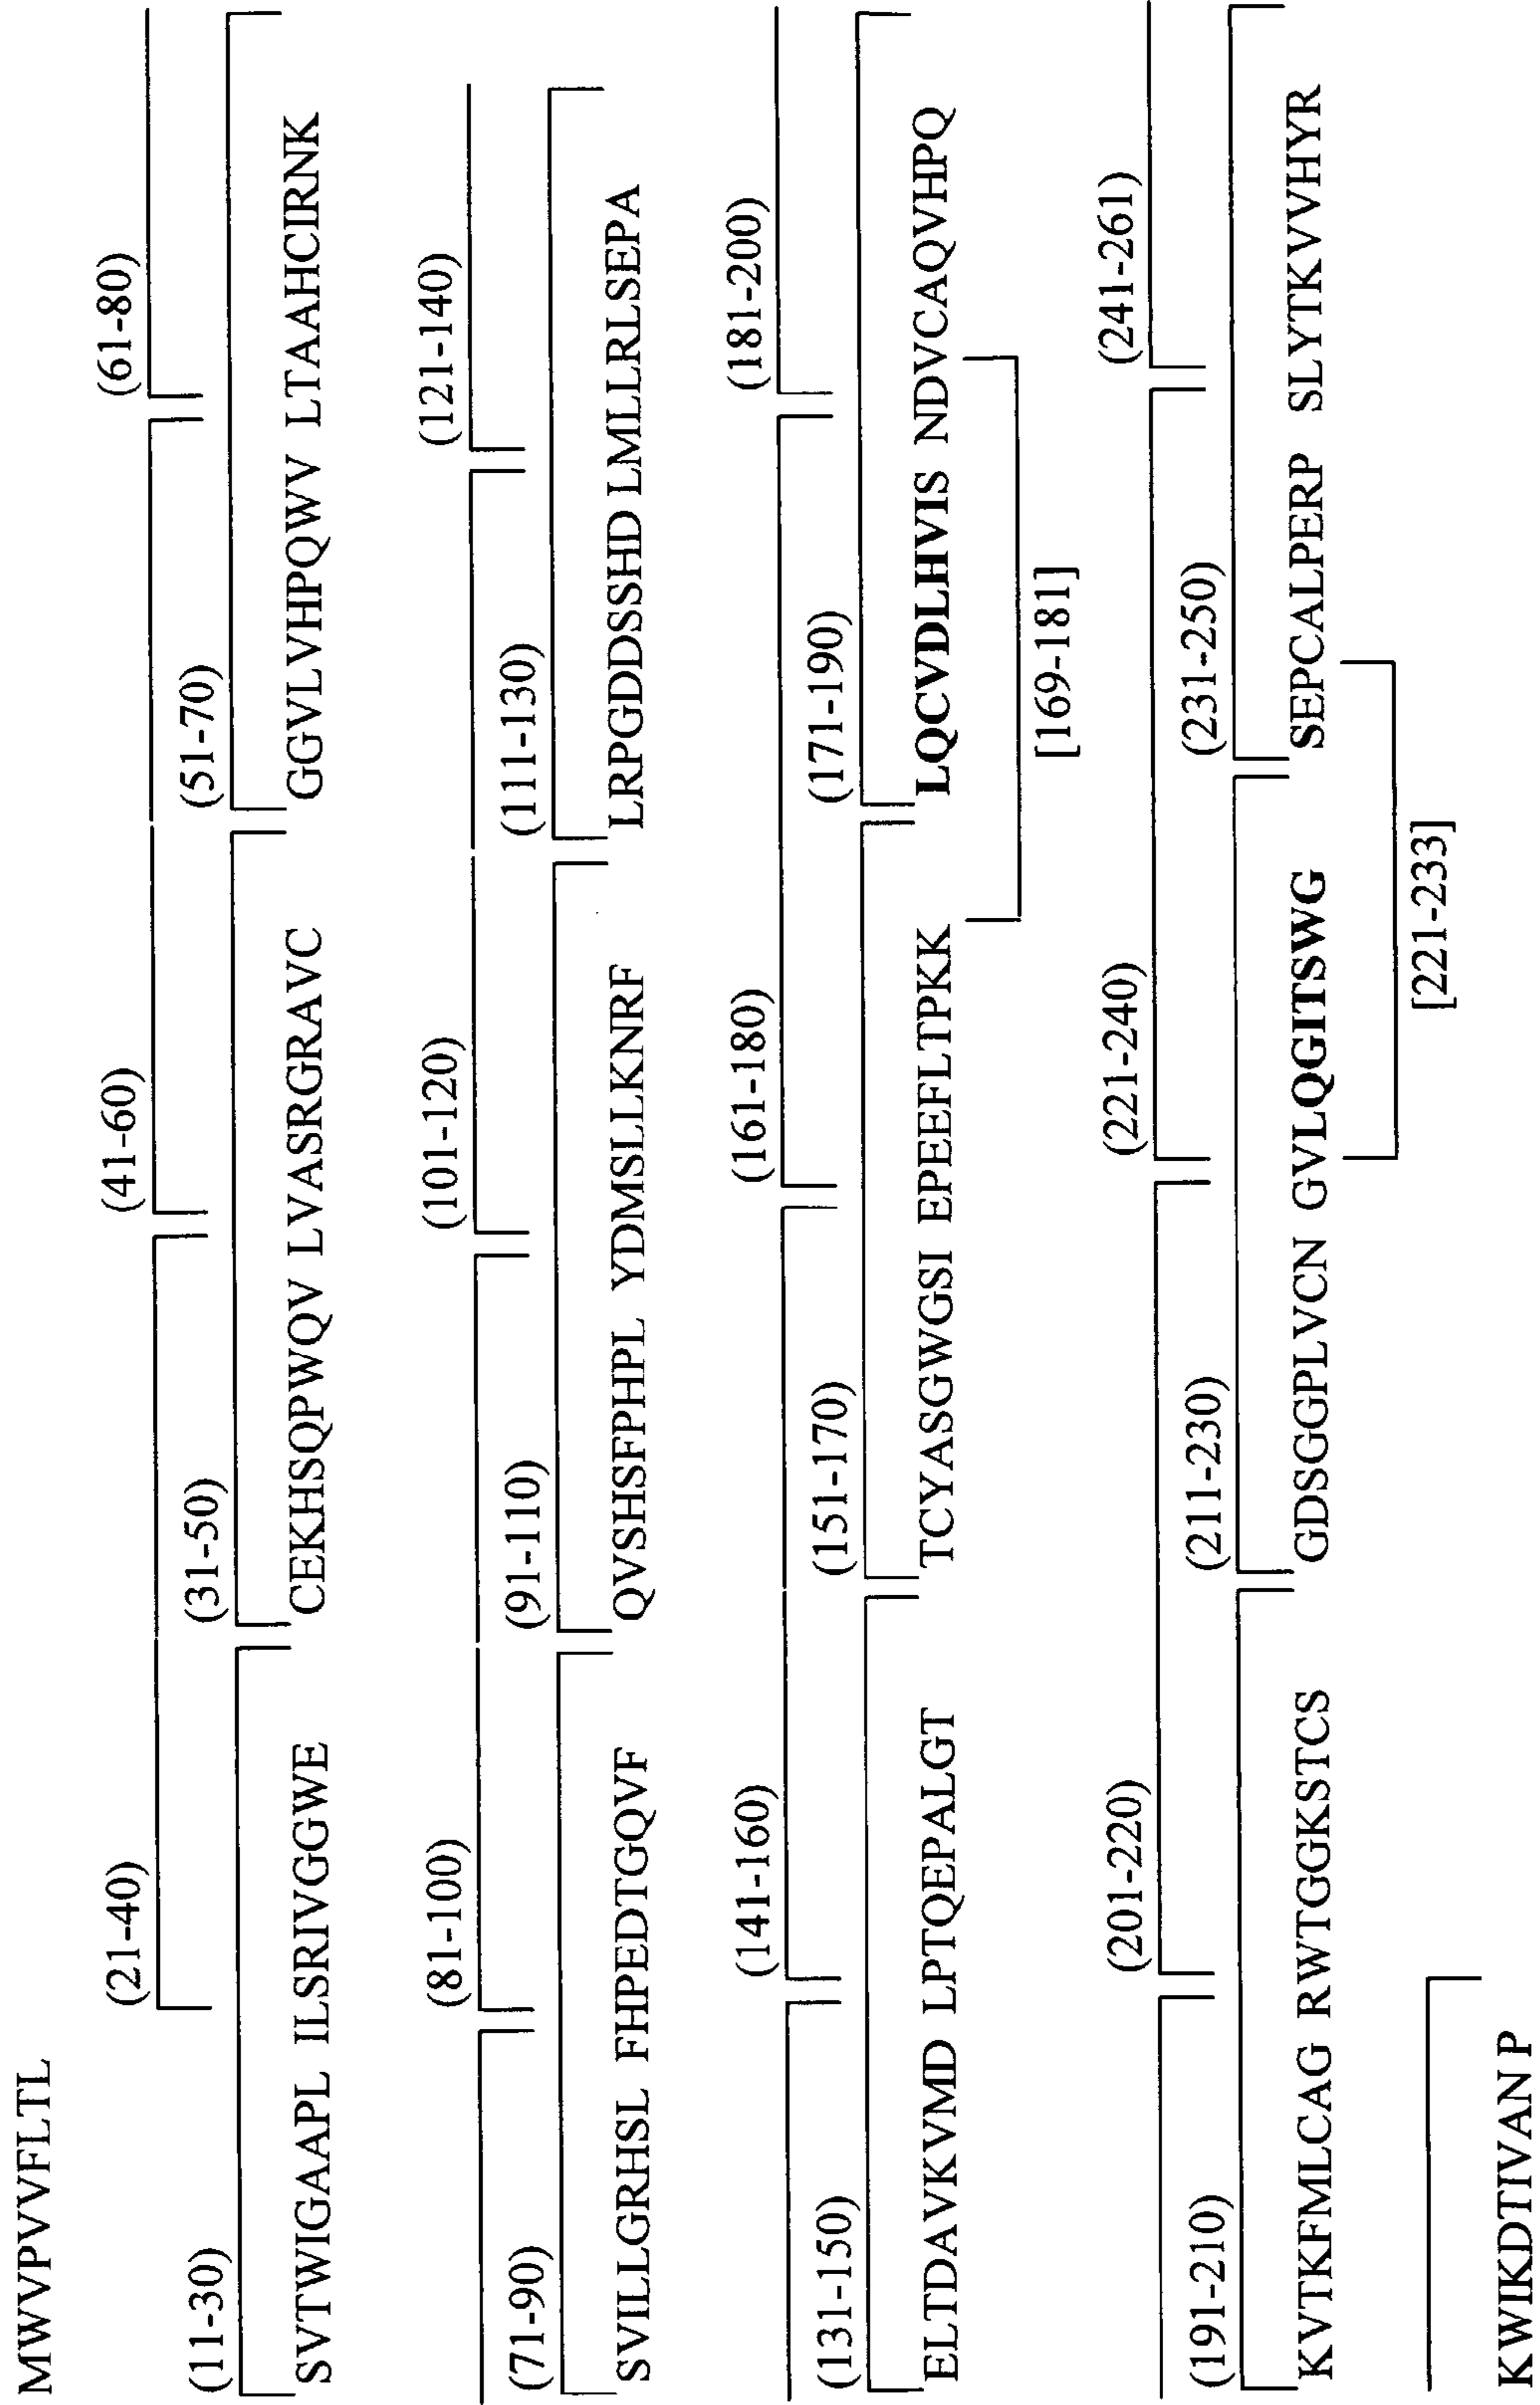 MWVPVVFLTL
(21-40) (41-60) (61-80)
(11-30) (31-50) (51-70)
SVTWIGAAPL ILSRIVGGWE CEKHSQPWQV LVASRGRAVC GGVLVHPQWV LTAAHCIRNK
(81-100) (101-120) (121-140)
(71-90) (91-110) (111-130)
SVILLGRHSL FHPEDTGQVF QVSHSFPHPL YDMSLLKNRF LRPGDDSSHD LMLLRLSEPA
(141-160) (161-180) (181-200)
(131-150) (151-170) (171-190)
ELTDAVKVMD LPTQEPALGT TCYASGWGSI EPEEFLTPKK LQCVDLHVIS NDVCAQVHPQ
[169-181]
(201-220) (221-240) (241-261)
(191-210) (211-230) (231-250)
KVTKFMLCAG RWTGGKSTCS GDSGGPLVCN GVLQGITSWG SEPCALPERP SLYTKVVHYR
[221-233]
KWIKDTIVAN P